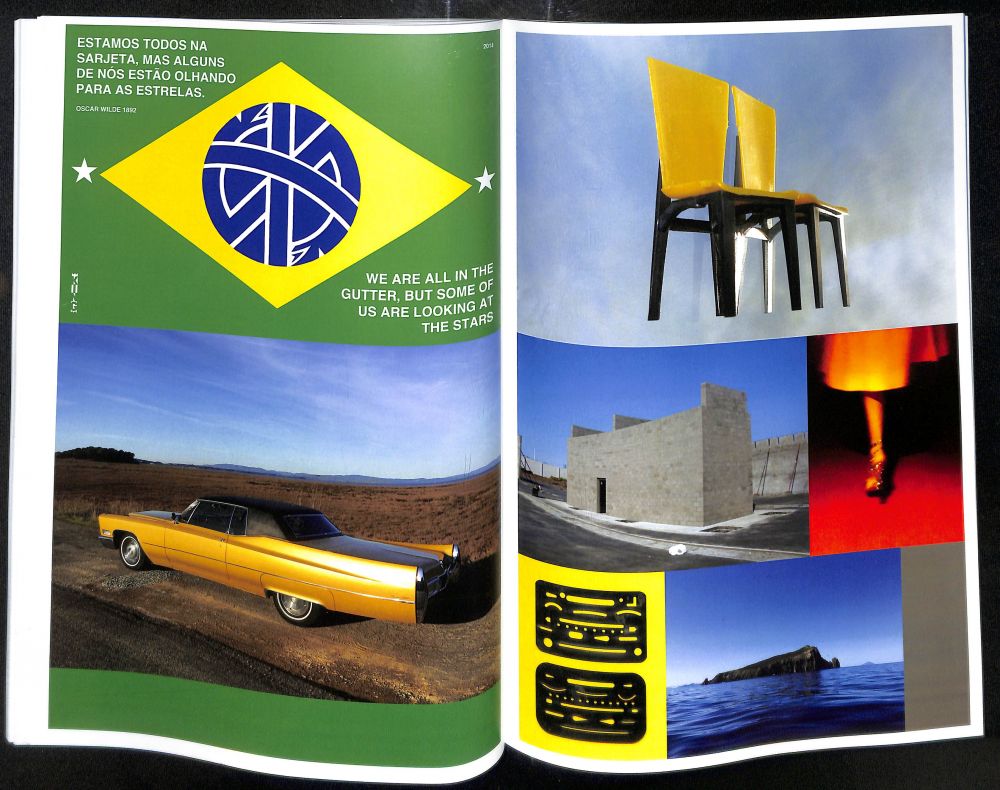 ESTAMOS TODOS NA
SARJETA, MAS ALGUNS
DE NÓS ESTÃO OLHANDO
PARA AS ESTRELAS.
OSCAR WILDE 1892
2014
WE ARE ALL IN THE
GUTTER, BUT SOME OF
US ARE LOOKING AT
THE STARS